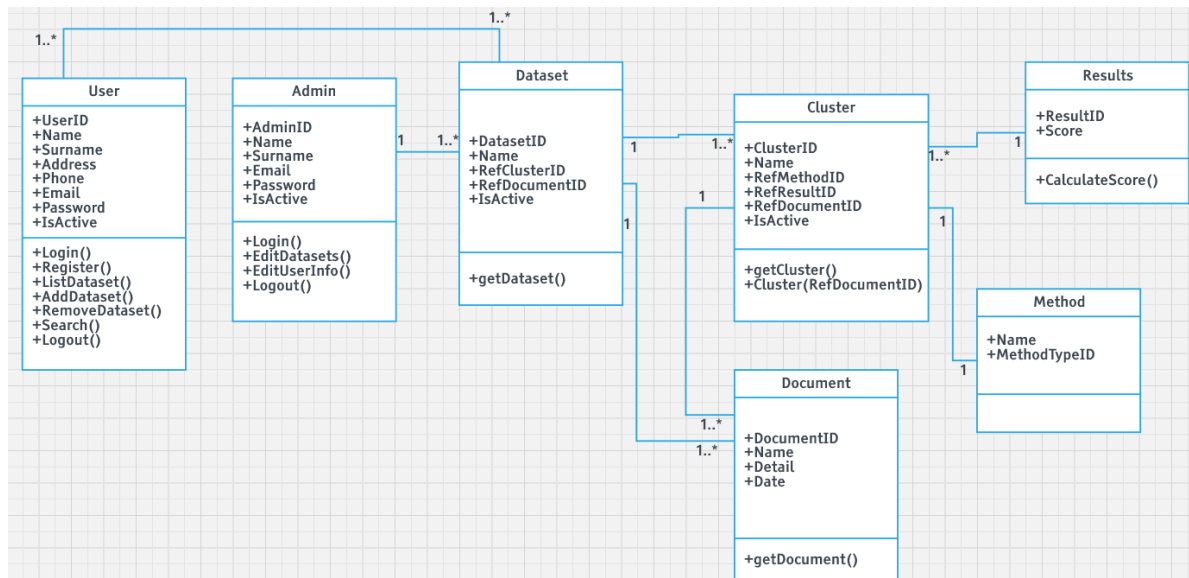 1..*
1..*
User
+UserID
+Name
+Surname
+Address
+Phone
+Email
+Password
+IsActive
+Login()
+Register()
+ListDataset()
+AddDataset()
+RemoveDataset()
+Search()
+Logout()
Admin
+AdminID
+Name
+Surname
+Email
+Password
+IsActive
+Login()
+EditDatasets()
+EditUserInfo()
+Logout()
1
1..*
Dataset
+DatasetID
+Name
+RefClusterID
+RefDocumentID
+IsActive
+getDataset()
1
1..*
1
1..*
Cluster
+ClusterID
+Name
+RefMethodID
+RefResultID
+RefDocumentID
+IsActive
+getCluster()
+Cluster(RefDocumentID)
1
1..*
1..*
1
1
1
Results
+ResultID
+Score
+CalculateScore()
Method
+Name
+MethodTypeID
Document
+DocumentID
+Name
+Detail
+Date
+getDocument()